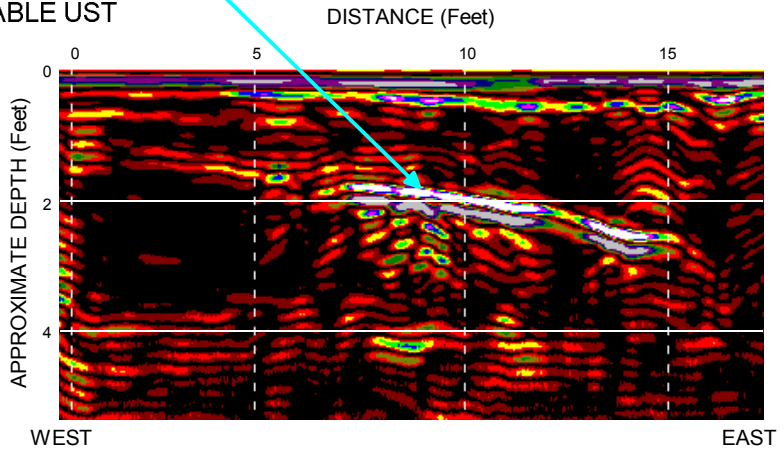 ABLE UST
DISTANCE (Feet)
0 5 10 15
APPROXIMATE DEPTH (Feet)
0
2
4
WEST EAST